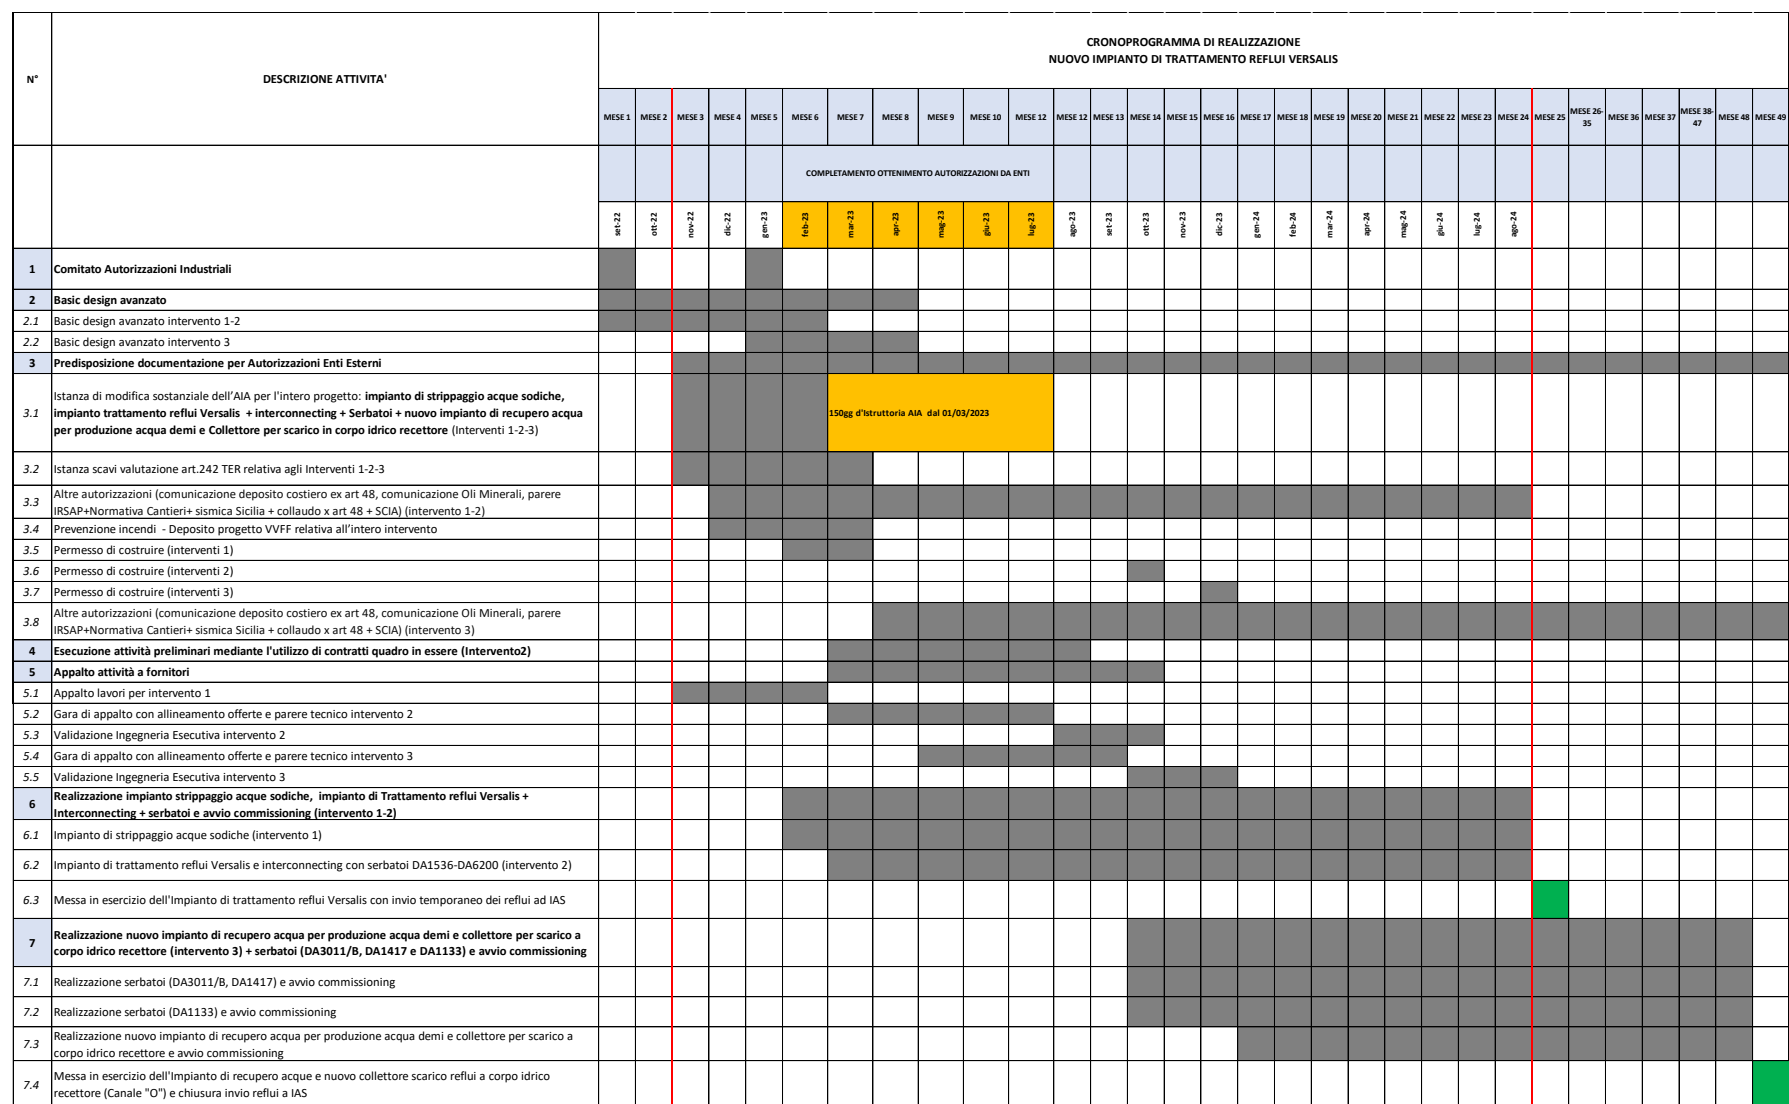 CRONOPROGRAMMA DI REALIZZAZIONE
NUOVO IMPIANTO DI TRATTAMENTO REFLUI VERSALIS
N° DESCRIZIONE ATTIVITA'
MESE 1 MESE 2 MESE 3 MESE 4 MESE 5 MESE 6 MESE 7 MESE 8 MESE 9 MESE 10 MESE 12 MESE 12 MESE 13 MESE 14 MESE 15 MESE 16 MESE 17 MESE 18 MESE 19 MESE 20 MESE 21 MESE 22 MESE 23 MESE 24 MESE 25 MESE 26-35 MESE 36 MESE 37 MESE 38-47 MESE 48 MESE 49
COMPLETAMENTO OTTENIMENTO AUTORIZZAZIONI DA ENTI
set-22 ott-22 nov-22 dic-22 gen-23 feb-23 mar-23 apr-23 mag-23 giu-23 lug-23 ago-23 set-23 ott-23 nov-23 dic-23 gen-24 feb-24 mar-24 apr-24 mag-24 giu-24 lug-24 ago-24
1 Comitato Autorizzazioni Industriali
2 Basic design avanzato
2.1 Basic design avanzato intervento 1-2
2.2 Basic design avanzato intervento 3
3 Predisposizione documentazione per Autorizzazioni Enti Esterni
Istanza di modifica sostanziale dell'AIA per l'intero progetto: impianto di strippaggio acque sodiche,
3.1 impianto trattamento reflui Versalis + interconnecting + Serbatoi + nuovo impianto di recupero acqua
per produzione acqua demi e Collettore per scarico in corpo idrico recettore (Interventi 1-2-3)
150gg d'Istruttoria AIA dal 01/03/2023
3.2 Istanza scavi valutazione art.242 TER relativa agli Interventi 1-2-3
3.3 Altre autorizzazioni (comunicazione deposito costiero ex art 48, comunicazione Oli Minerali, parere
IRSAP+Normativa Cantieri+ sismica Sicilia + collaudo x art 48 + SCIA) (intervento 1-2)
3.4 Prevenzione incendi - Deposito progetto VVFF relativa all'intero intervento
3.5 Permesso di costruire (interventi 1)
3.6 Permesso di costruire (interventi 2)
3.7 Permesso di costruire (interventi 3)
3.8 Altre autorizzazioni (comunicazione deposito costiero ex art 48, comunicazione Oli Minerali, parere
IRSAP+Normativa Cantieri+ sismica Sicilia + collaudo x art 48 + SCIA) (intervento 3)
4 Esecuzione attività preliminari mediante l'utilizzo di contratti quadro in essere (Intervento2)
5 Appalto attività a fornitori
5.1 Appalto lavori per intervento 1
5.2 Gara di appalto con allineamento offerte e parere tecnico intervento 2
5.3 Validazione Ingegneria Esecutiva intervento 2
5.4 Gara di appalto con allineamento offerte e parere tecnico intervento 3
5.5 Validazione Ingegneria Esecutiva intervento 3
6 Realizzazione impianto strippaggio acque sodiche, impianto di Trattamento reflui Versalis +
Interconnecting + serbatoi e avvio commissioning (intervento 1-2)
6.1 Impianto di strippaggio acque sodiche (intervento 1)
6.2 Impianto di trattamento reflui Versalis e interconnecting con serbatoi DA1536-DA6200 (intervento 2)
6.3 Messa in esercizio dell'Impianto di trattamento reflui Versalis con invio temporaneo dei reflui ad IAS
7 Realizzazione nuovo impianto di recupero acqua per produzione acqua demi e collettore per scarico a
corpo idrico recettore (intervento 3) + serbatoi (DA3011/B, DA1417 e DA1133) e avvio commissioning
7.1 Realizzazione serbatoi (DA3011/B, DA1417) e avvio commissioning
7.2 Realizzazione serbatoi (DA1133) e avvio commissioning
7.3 Realizzazione nuovo impianto di recupero acqua per produzione acqua demi e collettore per scarico a
corpo idrico recettore e avvio commissioning
7.4 Messa in esercizio dell'Impianto di recupero acque e nuovo collettore scarico reflui a corpo idrico
recettore (Canale "O") e chiusura invio reflui a IAS